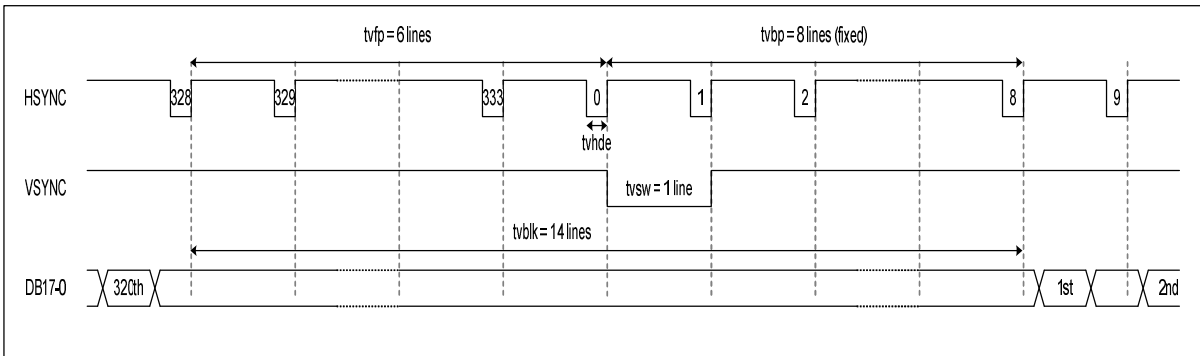 tvfp = 6 lines
tvbp = 8 lines (fixed)
HSYNC
328
329
333
0
1
2
8
9
tvhde
VSYNC
tvsw = 1 line
tvblk = 14 lines
DB17-0
320th
1st
2nd